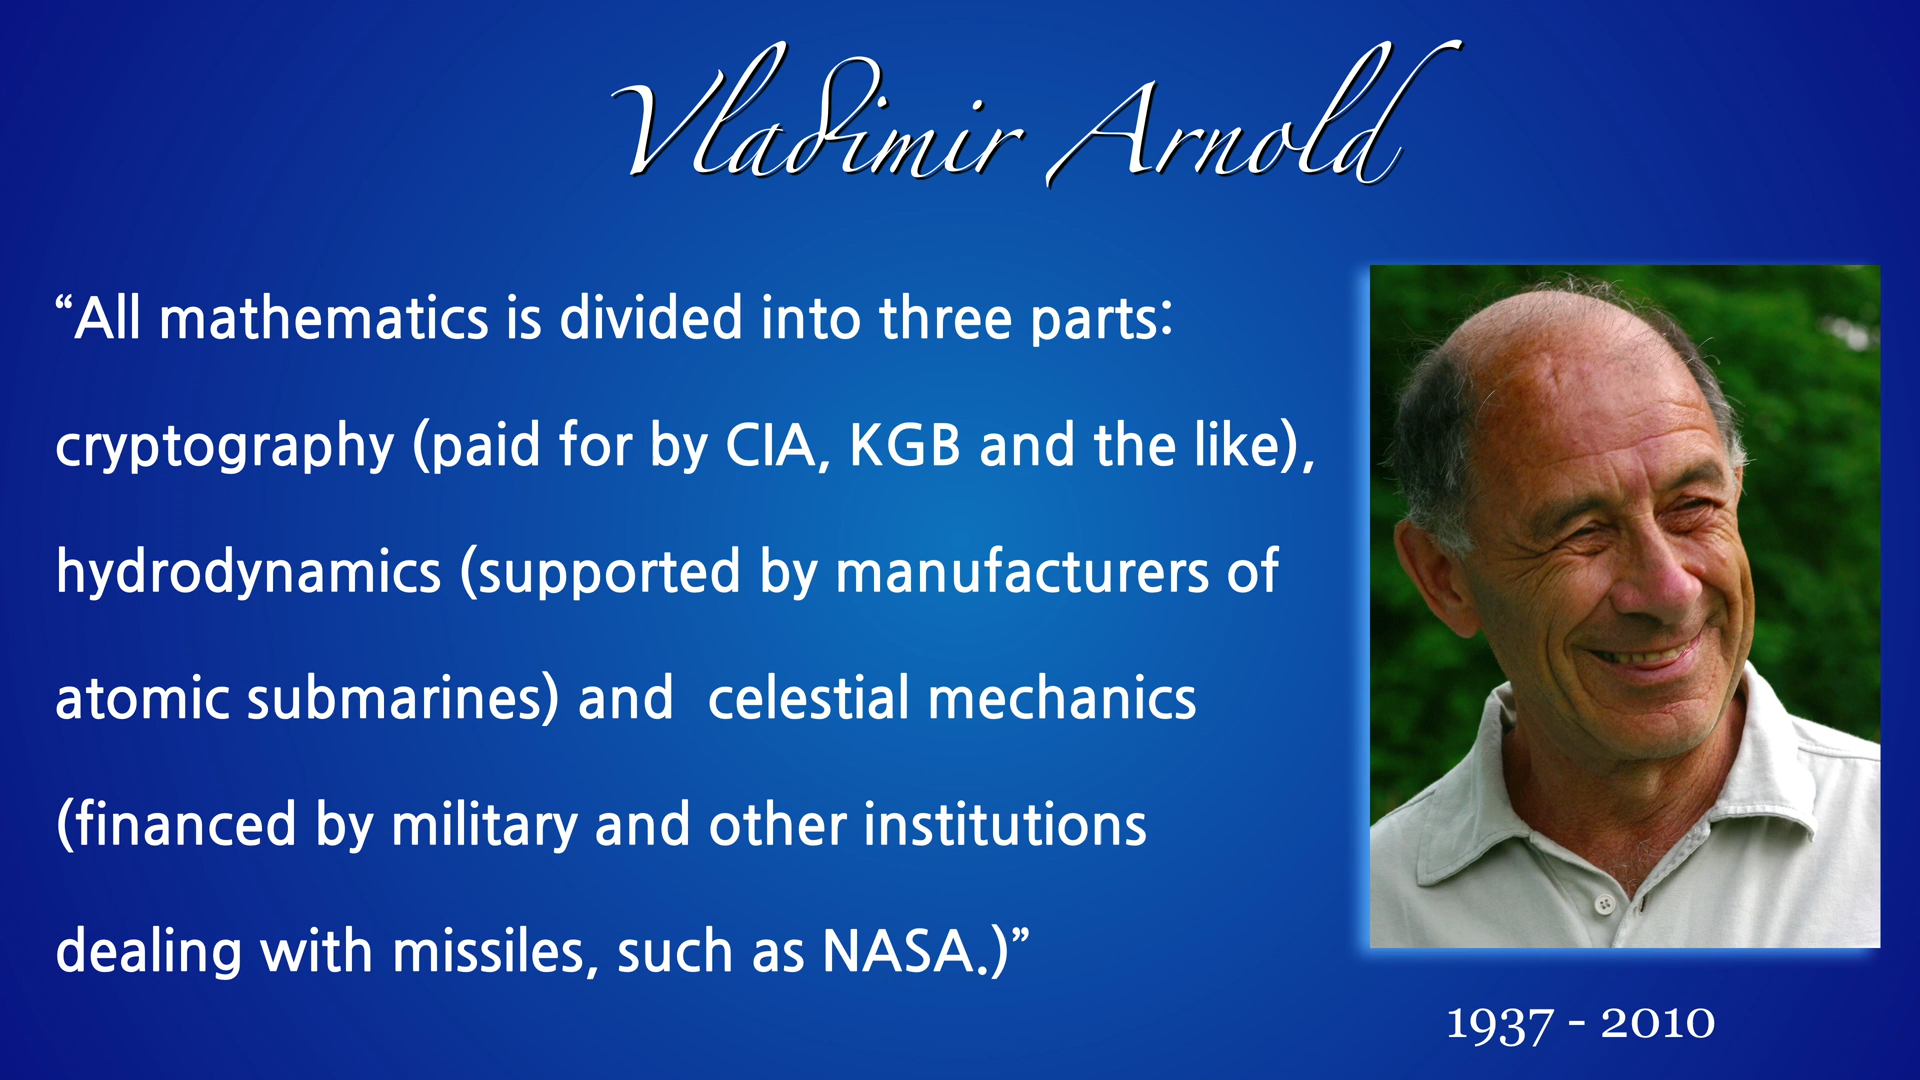 Vladimir Arnold
“All mathematics is divided into three parts:
cryptography (paid for by CIA, KGB and the like),
hydrodynamics (supported by manufacturers of
atomic submarines) and  celestial mechanics
(financed by military and other institutions
dealing with missiles, such as NASA.)”
1937 - 2010